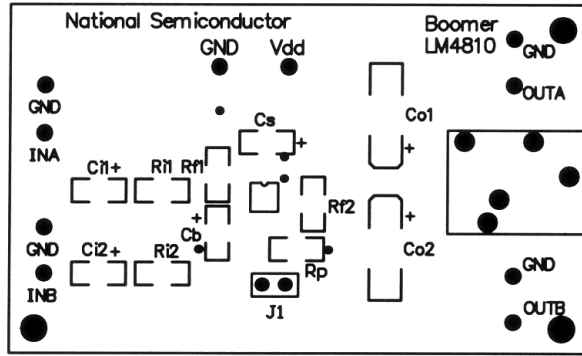 National Semiconductor
Boomer
LM4810
GND
Vdd
GND
OUTA
GND
INA
Cs
+
Co1
+
Ci1+
Ri1
Rf1
Rf2
+
Cb
+
Co2
GND
Ci2+
Ri2
Rp
GND
INB
J1
OUTB